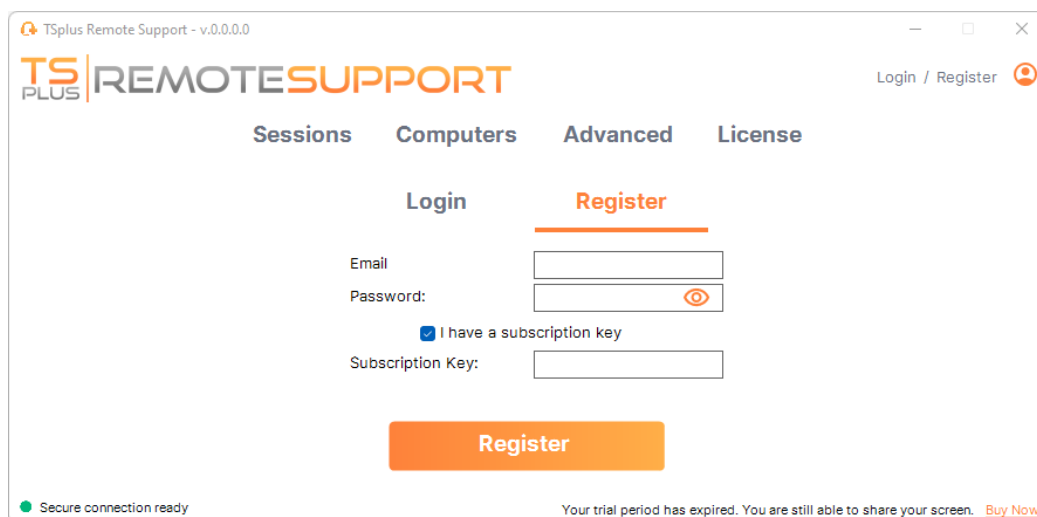 TSplus Remote Support - v.0.0.0.0
TS PLUS REMOTESUPPORT
Login / Register
Sessions Computers Advanced License
Login Register
Email
Password:
I have a subscription key
Subscription Key:
Register
Secure connection ready
Your trial period has expired. You are still able to share your screen. Buy Now